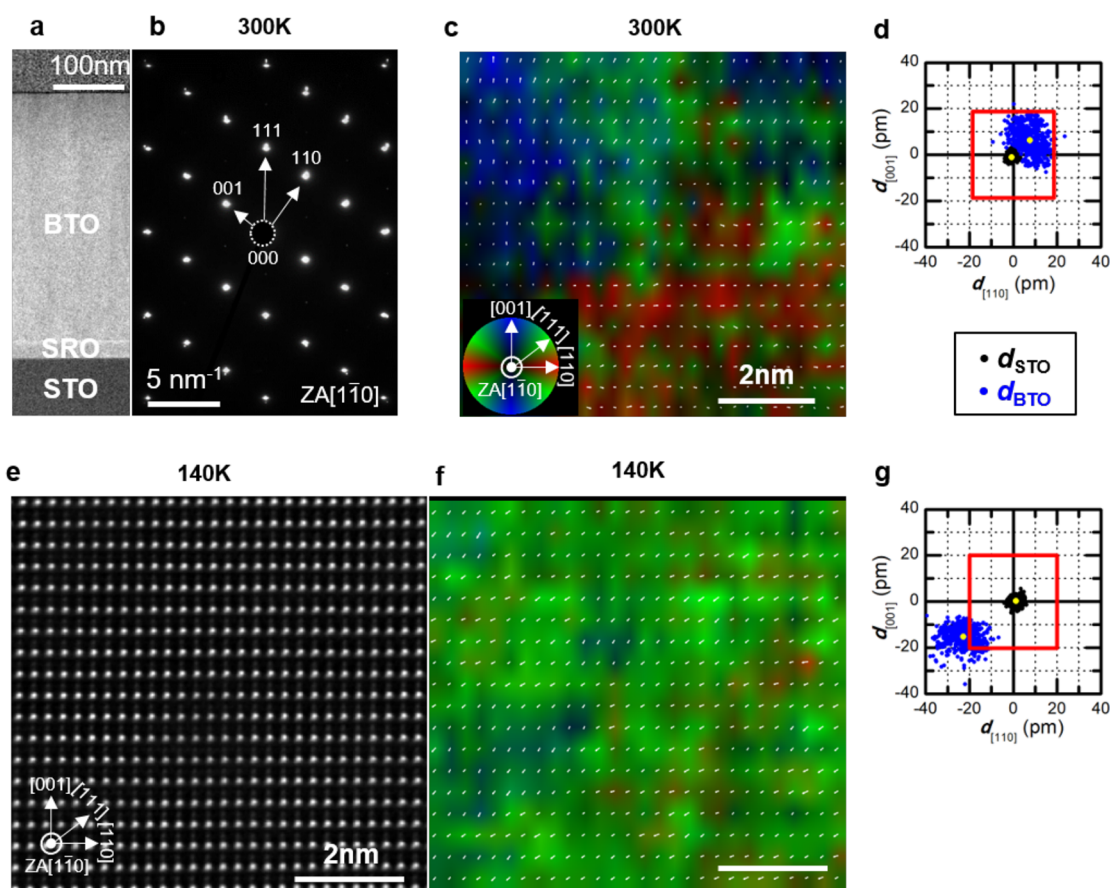 a
b
300K
c
300K
d
100nm
BTO
SRO
STO
111
110
001
000
5 nm⁻¹
ZA[11̄0]
[001]
[111]
[110]
ZA[11̄0]
2nm
40
20
0
-20
-40
-40 -20 0 20 40
d[001] (pm)
d[110] (pm)
d STO
d BTO
e
140K
f
140K
g
[001]
[111]
[110]
ZA[11̄0]
2nm
40
20
0
-20
-40
-40 -20 0 20 40
d[001] (pm)
d[110] (pm)